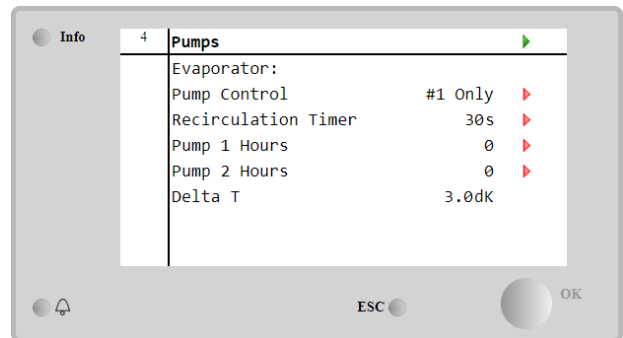 Info
4 Pumps
Evaporator:
Pump Control #1 Only
Recirculation Timer 30s
Pump 1 Hours 0
Pump 2 Hours 0
Delta T 3.0dK
ESC
OK